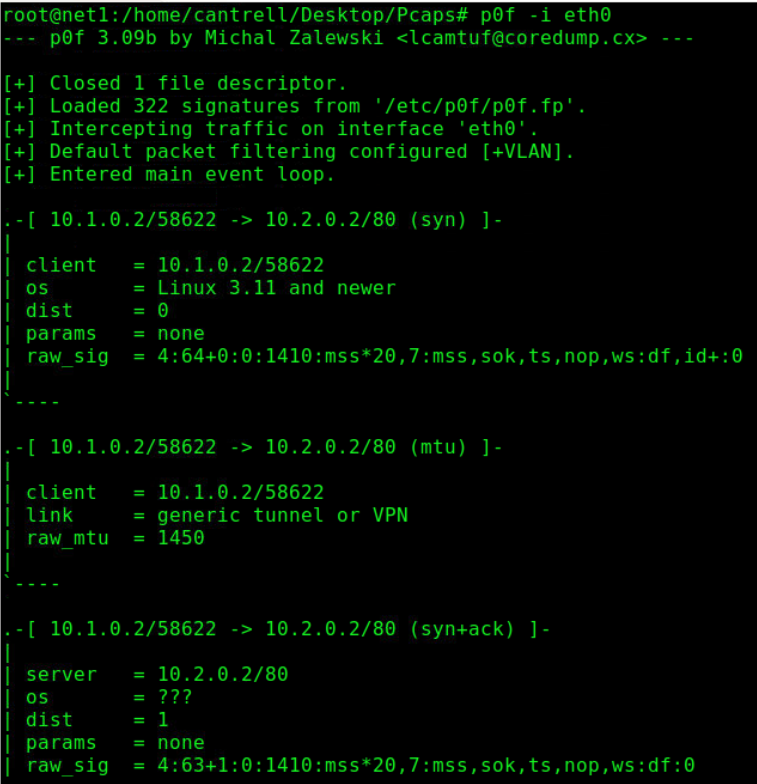 root@net1:/home/cantrell/Desktop/Pcaps# p0f -i eth0
--- p0f 3.09b by Michal Zalewski <lcamtuf@coredump.cx> ---
[+] Closed 1 file descriptor.
[+] Loaded 322 signatures from '/etc/p0f/p0f.fp'.
[+] Intercepting traffic on interface 'eth0'.
[+] Default packet filtering configured [+VLAN].
[+] Entered main event loop.
.-[ 10.1.0.2/58622 -> 10.2.0.2/80 (syn) ]-
|
| client   = 10.1.0.2/58622
| os       = Linux 3.11 and newer
| dist     = 0
| params   = none
| raw_sig  = 4:64+0:0:1410:mss*20,7:mss,sok,ts,nop,ws:df,id+:0
|
`----
.-[ 10.1.0.2/58622 -> 10.2.0.2/80 (mtu) ]-
|
| client   = 10.1.0.2/58622
| link     = generic tunnel or VPN
| raw_mtu  = 1450
|
`----
.-[ 10.1.0.2/58622 -> 10.2.0.2/80 (syn+ack) ]-
|
| server   = 10.2.0.2/80
| os       = ???
| dist     = 1
| params   = none
| raw_sig  = 4:63+1:0:1410:mss*20,7:mss,sok,ts,nop,ws:df:0